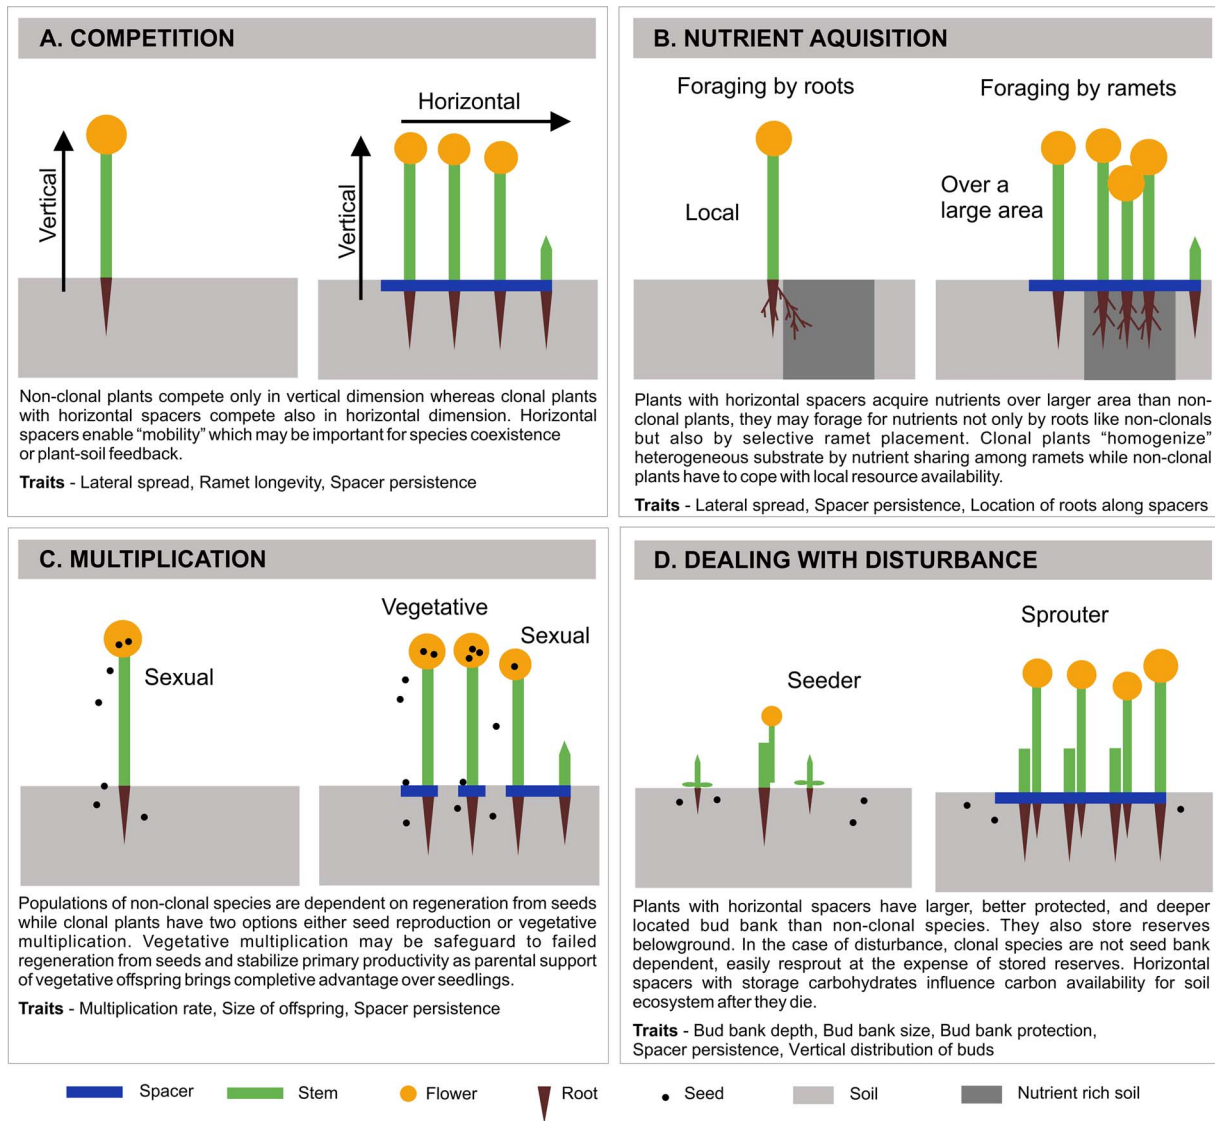 A. COMPETITION
Horizontal
Vertical
Vertical
Non-clonal plants compete only in vertical dimension whereas clonal plants
with horizontal spacers compete also in horizontal dimension. Horizontal
spacers enable “mobility” which may be important for species coexistence
or plant-soil feedback.
Traits - Lateral spread, Ramet longevity, Spacer persistence
B. NUTRIENT AQUISITION
Foraging by roots
Foraging by ramets
Local
Over a
large area
Plants with horizontal spacers acquire nutrients over larger area than non-
clonal plants, they may forage for nutrients not only by roots like non-clonals
but also by selective ramet placement. Clonal plants “homogenize”
heterogeneous substrate by nutrient sharing among ramets while non-clonal
plants have to cope with local resource availability.
Traits - Lateral spread, Spacer persistence, Location of roots along spacers
C. MULTIPLICATION
Vegetative
Sexual
Sexual
Populations of non-clonal species are dependent on regeneration from seeds
while clonal plants have two options either seed reproduction or vegetative
multiplication. Vegetative multiplication may be safeguard to failed
regeneration from seeds and stabilize primary productivity as parental support
of vegetative offspring brings completive advantage over seedlings.
Traits - Multiplication rate, Size of offspring, Spacer persistence
D. DEALING WITH DISTURBANCE
Sprouter
Seeder
Plants with horizontal spacers have larger, better protected, and deeper
located bud bank than non-clonal species. They also store reserves
belowground. In the case of disturbance, clonal species are not seed bank
dependent, easily resprout at the expense of stored reserves. Horizontal
spacers with storage carbohydrates influence carbon availability for soil
ecosystem after they die.
Traits - Bud bank depth, Bud bank size, Bud bank protection,
Spacer persistence, Vertical distribution of buds
Spacer Stem Flower Root Seed Soil Nutrient rich soil